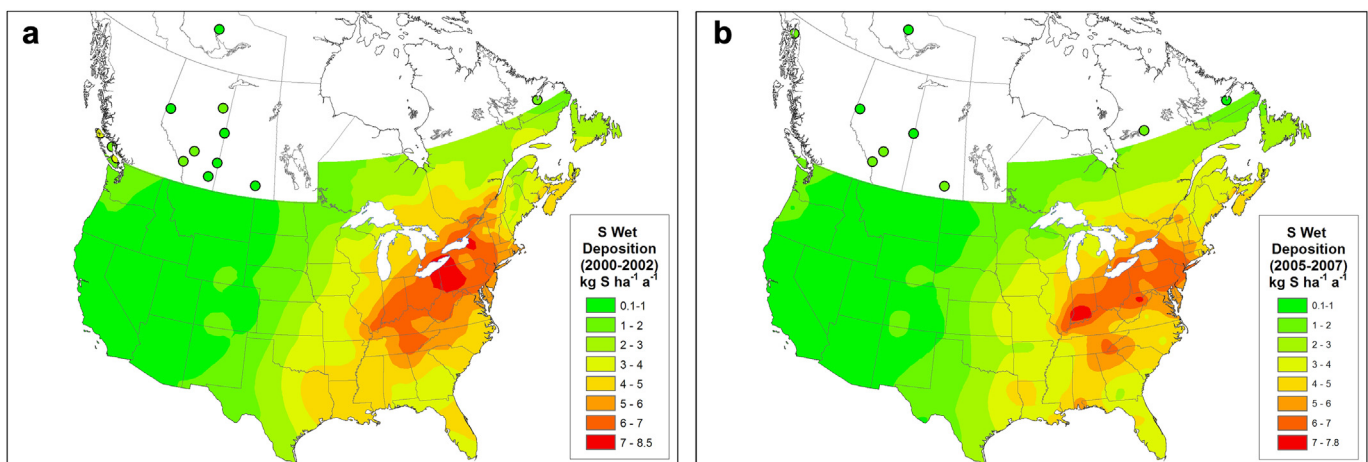 a
S Wet
Deposition
(2000-2002)
kg S ha⁻¹ a⁻¹
0.1-1
1 - 2
2 - 3
3 - 4
4 - 5
5 - 6
6 - 7
7 - 8.5
b
S Wet
Deposition
(2005-2007)
kg S ha⁻¹ a⁻¹
0.1-1
1 - 2
2 - 3
3 - 4
4 - 5
5 - 6
6 - 7
7 - 7.8